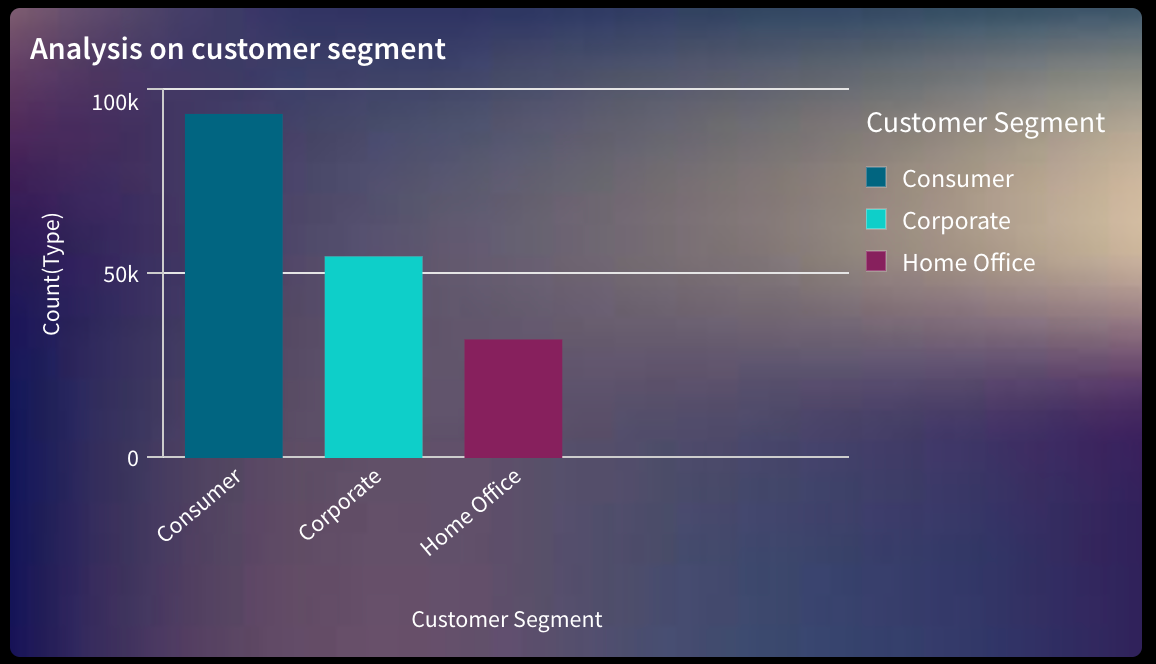 Analysis on customer segment
100k
50k
0
Count(Type)
Consumer
Corporate
Home Office
Customer Segment
Customer Segment
Consumer
Corporate
Home Office